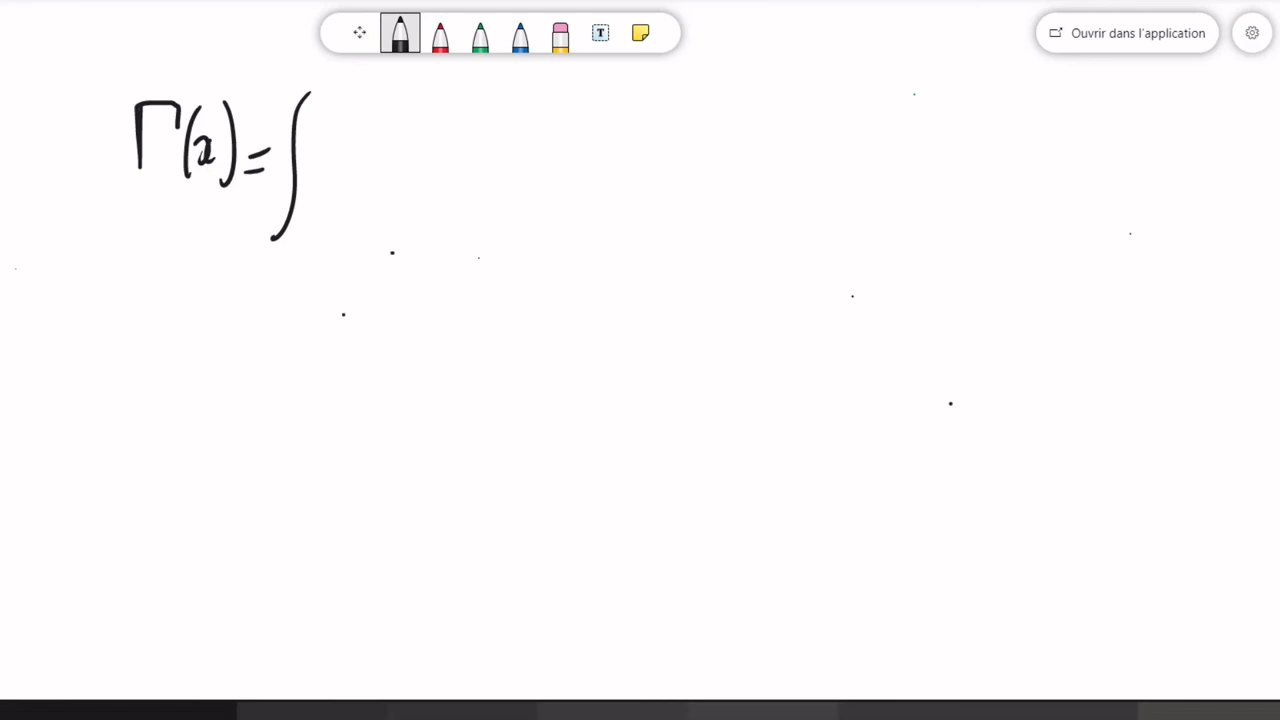 T
Ouvrir dans l'application
Γ(x)=∫